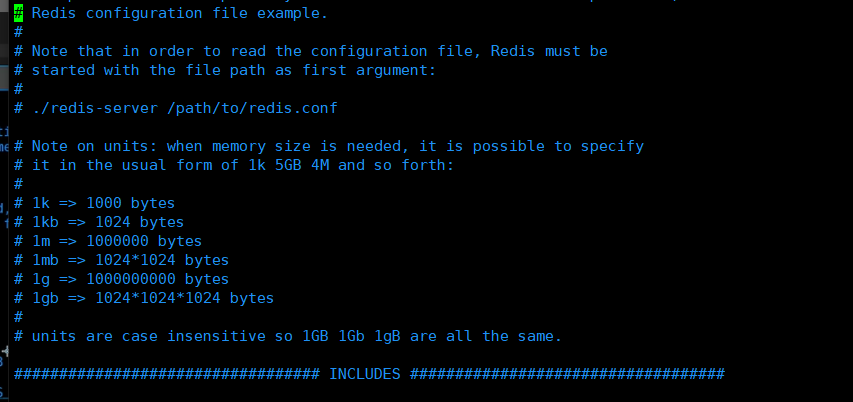 # Redis configuration file example.
#
# Note that in order to read the configuration file, Redis must be
# started with the file path as first argument:
#
# ./redis-server /path/to/redis.conf
# Note on units: when memory size is needed, it is possible to specify
# it in the usual form of 1k 5GB 4M and so forth:
#
# 1k => 1000 bytes
# 1kb => 1024 bytes
# 1m => 1000000 bytes
# 1mb => 1024*1024 bytes
# 1g => 1000000000 bytes
# 1gb => 1024*1024*1024 bytes
#
# units are case insensitive so 1GB 1Gb 1gB are all the same.
################################## INCLUDES ###################################